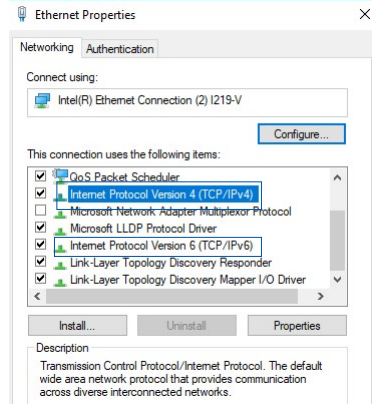 Ethernet Properties
Networking Authentication
Connect using:
Intel(R) Ethernet Connection (2) I219-V
Configure...
This connection uses the following items:
QoS Packet Scheduler
Internet Protocol Version 4 (TCP/IPv4)
Microsoft Network Adapter Multiplexor Protocol
Microsoft LLDP Protocol Driver
Internet Protocol Version 6 (TCP/IPv6)
Link-Layer Topology Discovery Responder
Link-Layer Topology Discovery Mapper I/O Driver
Install... Uninstall Properties
Description
Transmission Control Protocol/Internet Protocol. The default
wide area network protocol that provides communication
across diverse interconnected networks.